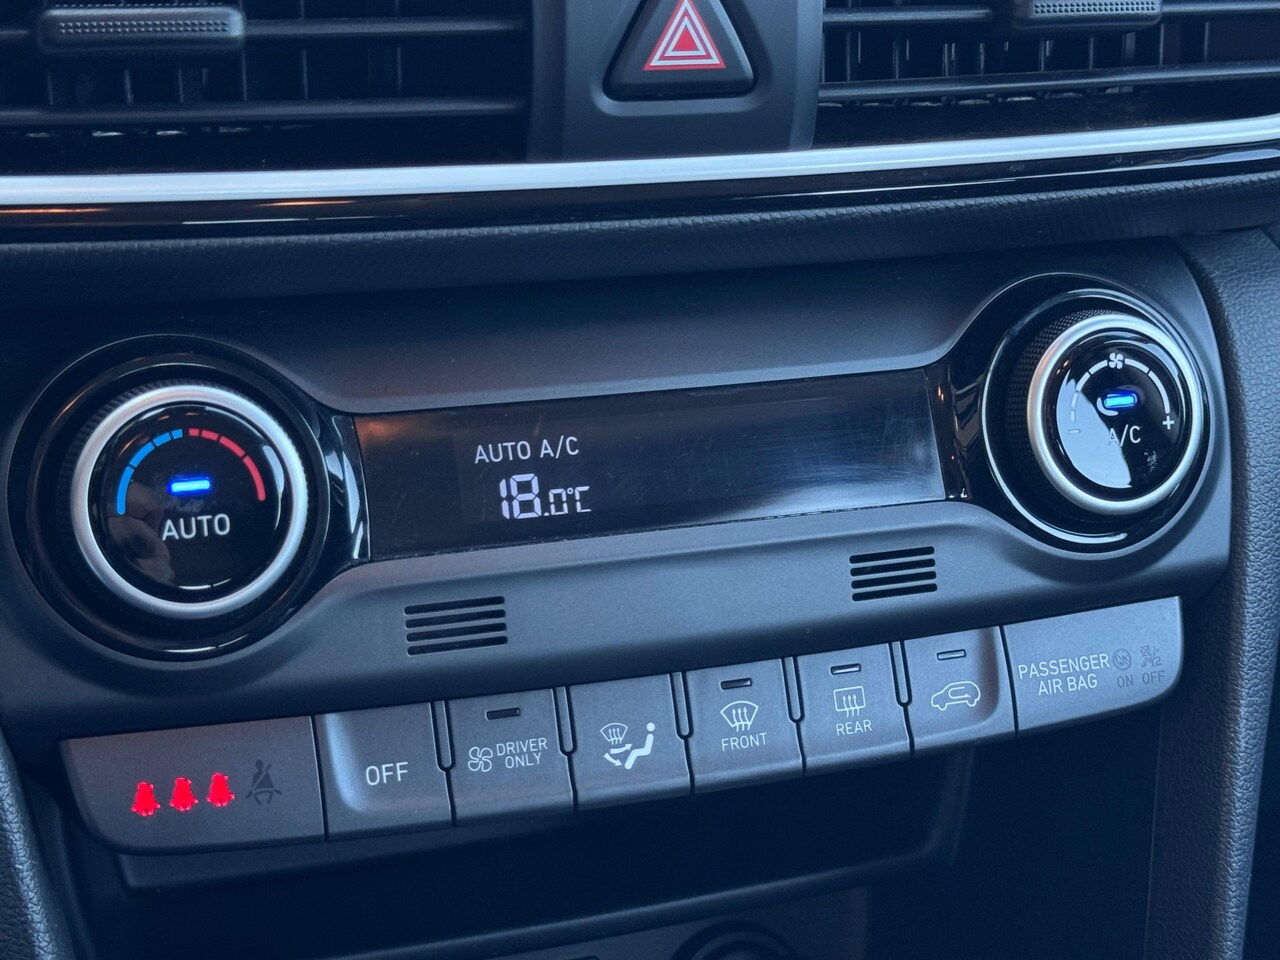 AUTO A/C
18.0°C
AUTO
- +
A/C
PASSENGER
AIR BAG
ON OFF
OFF
DRIVER
ONLY
FRONT
REAR